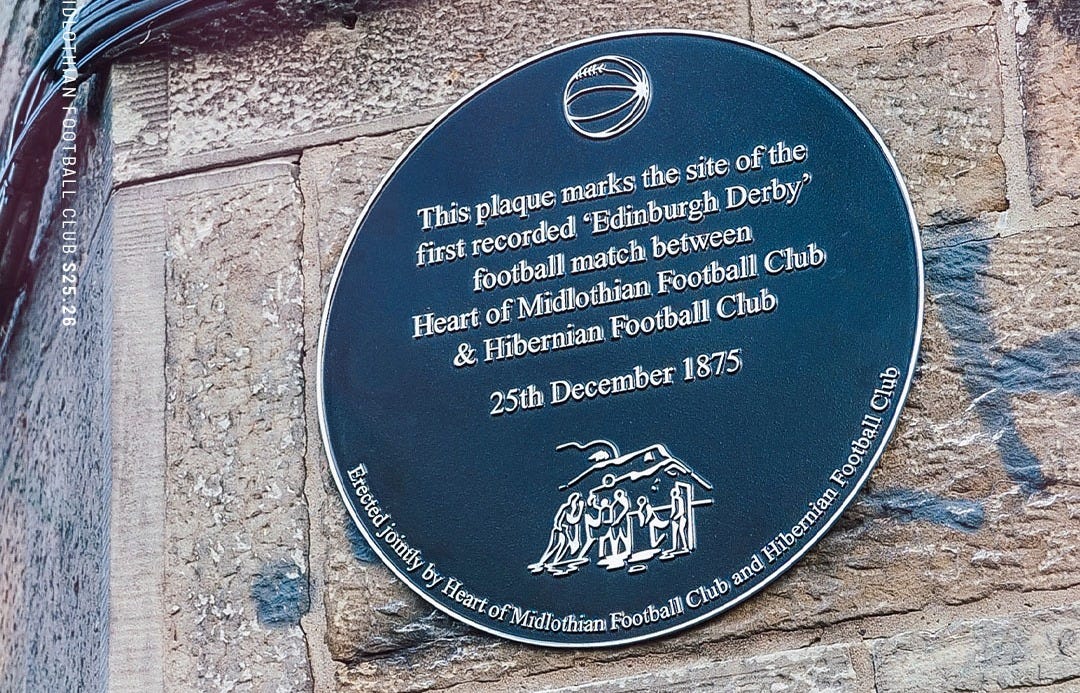 This plaque marks the site of the
first recorded 'Edinburgh Derby'
football match between
Heart of Midlothian Football Club
& Hibernian Football Club
25th December 1875
Erected jointly by Heart of Midlothian Football Club and Hibernian Football Club
MIDLOTHIAN FOOTBALL CLUB S25.26